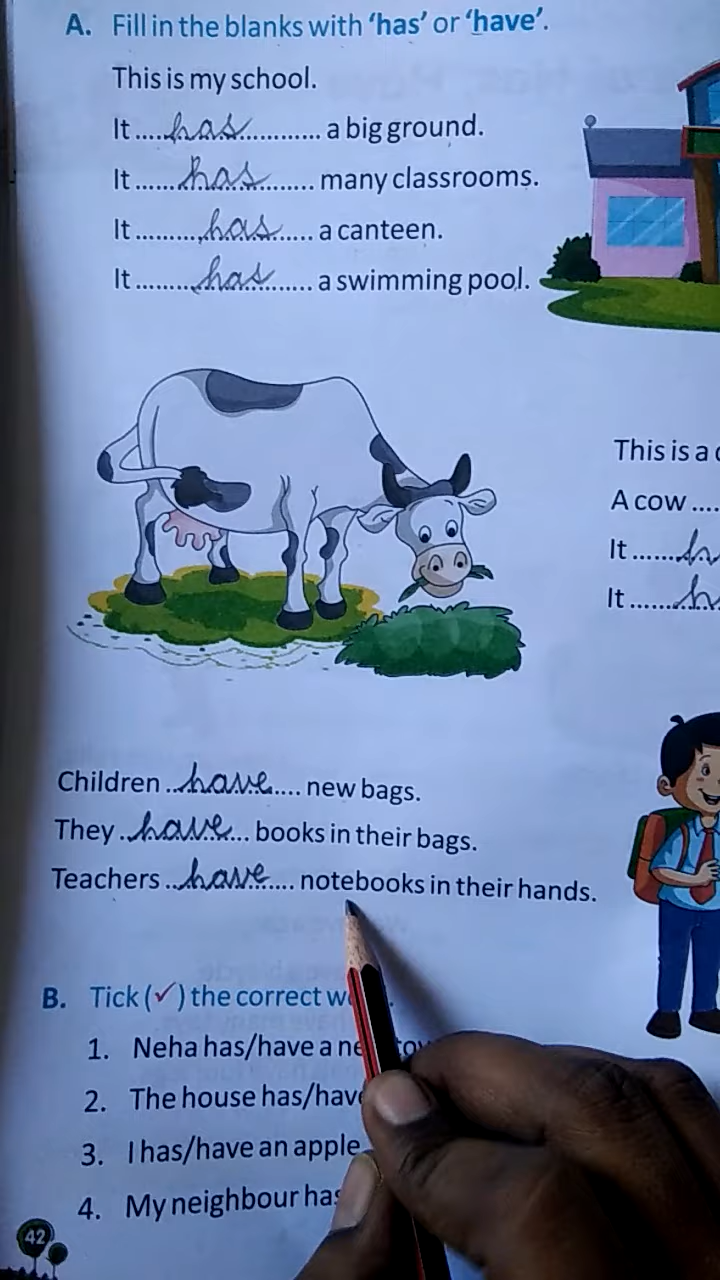 A. Fill in the blanks with 'has' or 'have'.
This is my school.
It .....has............ a big ground.
It ......has........ many classrooms.
It ..........has...... a canteen.
It .........has......... a swimming pool.
This is a
A cow ....
It .......
It .......
Children ..have.... new bags.
They ..have... books in their bags.
Teachers ..have.... notebooks in their hands.
B. Tick (✓) the correct
1. Neha has/have a
2. The house has/have
3. I has/have an apple
4. My neighbour has
42